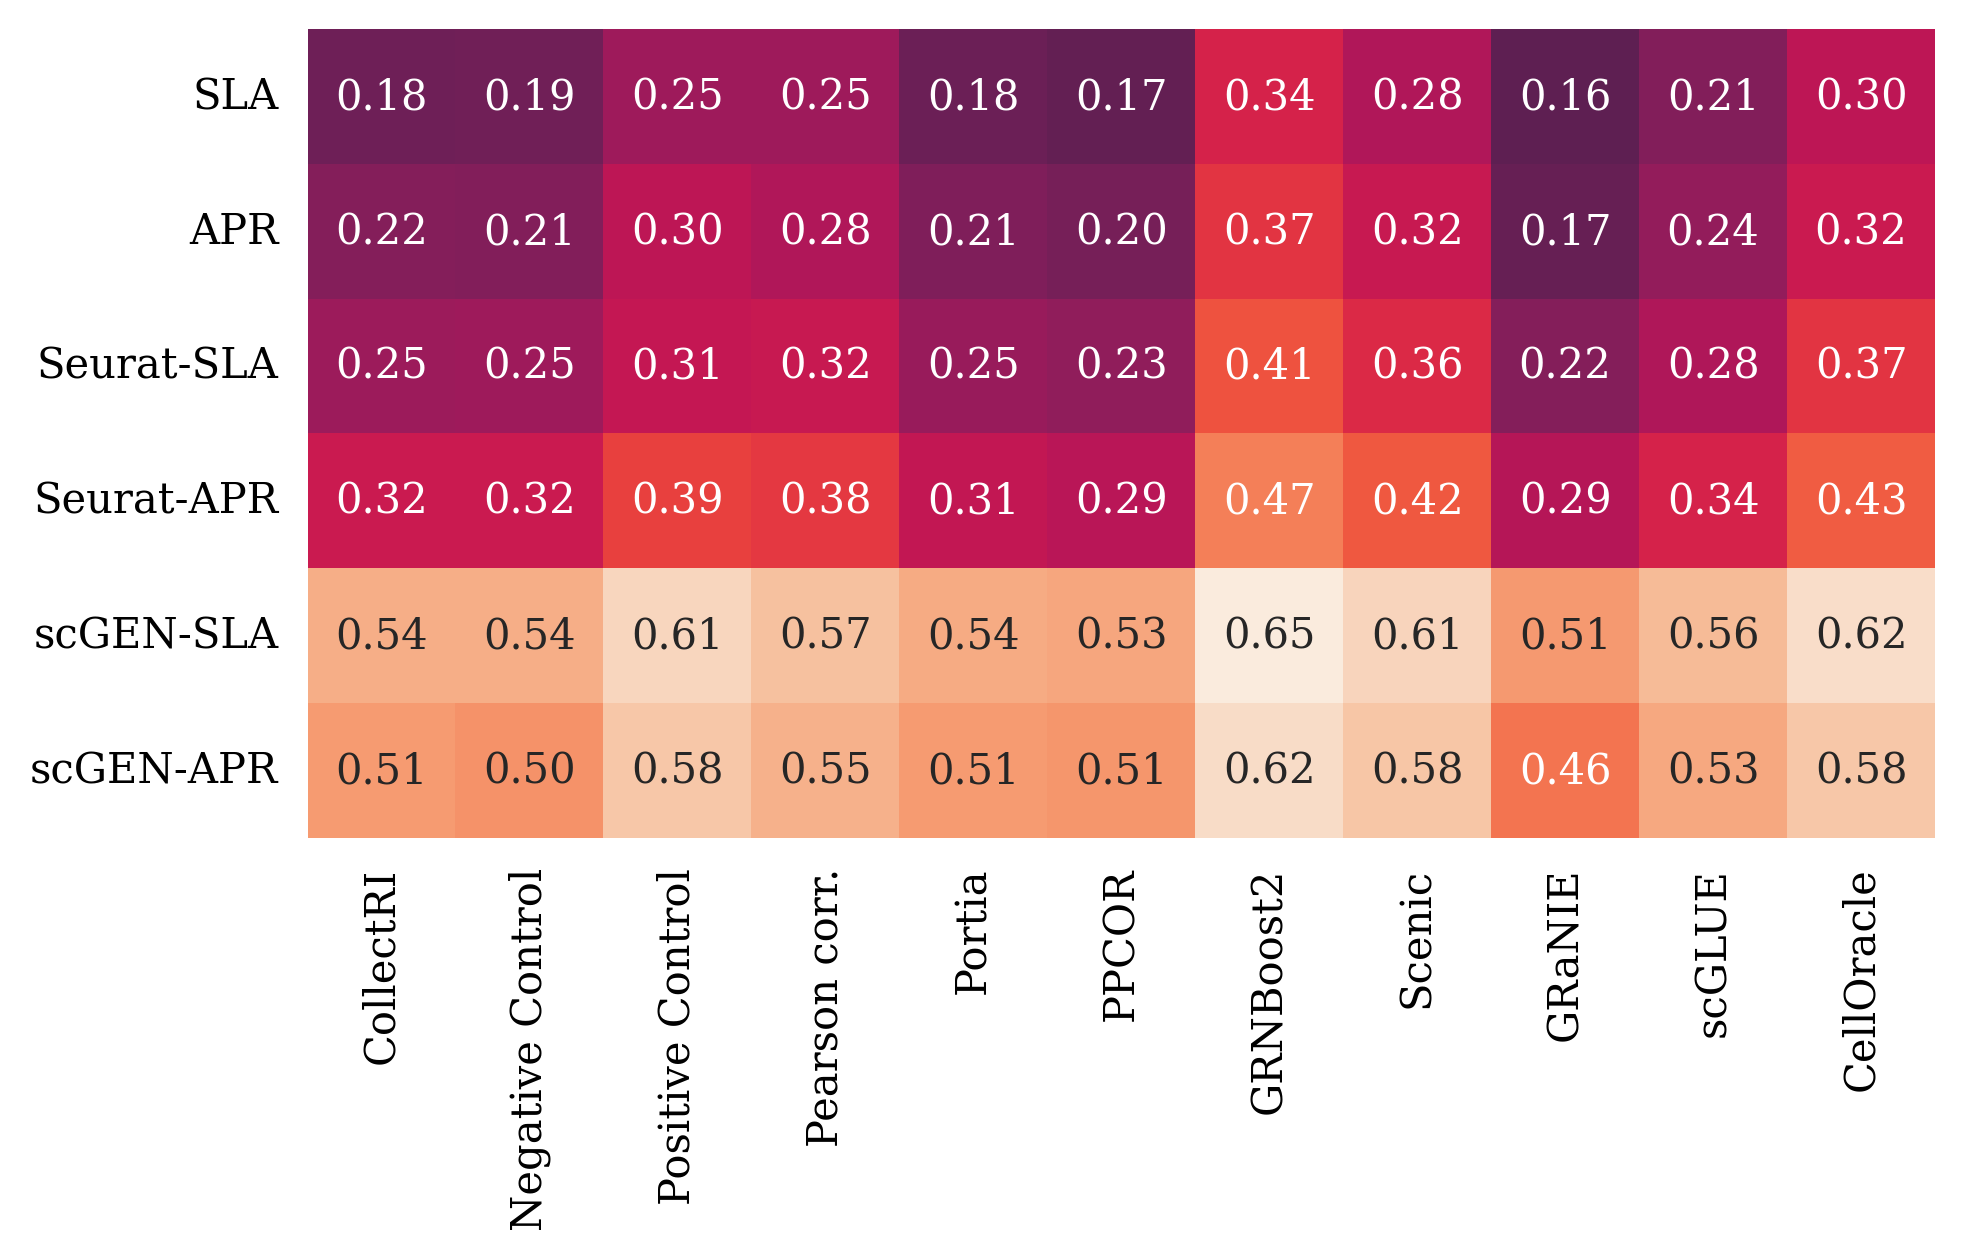 SLA 0.18 0.19 0.25 0.25 0.18 0.17 0.34 0.28 0.16 0.21 0.30
APR 0.22 0.21 0.30 0.28 0.21 0.20 0.37 0.32 0.17 0.24 0.32
Seurat-SLA 0.25 0.25 0.31 0.32 0.25 0.23 0.41 0.36 0.22 0.28 0.37
Seurat-APR 0.32 0.32 0.39 0.38 0.31 0.29 0.47 0.42 0.29 0.34 0.43
scGEN-SLA 0.54 0.54 0.61 0.57 0.54 0.53 0.65 0.61 0.51 0.56 0.62
scGEN-APR 0.51 0.50 0.58 0.55 0.51 0.51 0.62 0.58 0.46 0.53 0.58
CollectRI
Negative Control
Positive Control
Pearson corr.
Portia
PPCOR
GRNBoost2
Scenic
GRaNIE
scGLUE
CellOracle